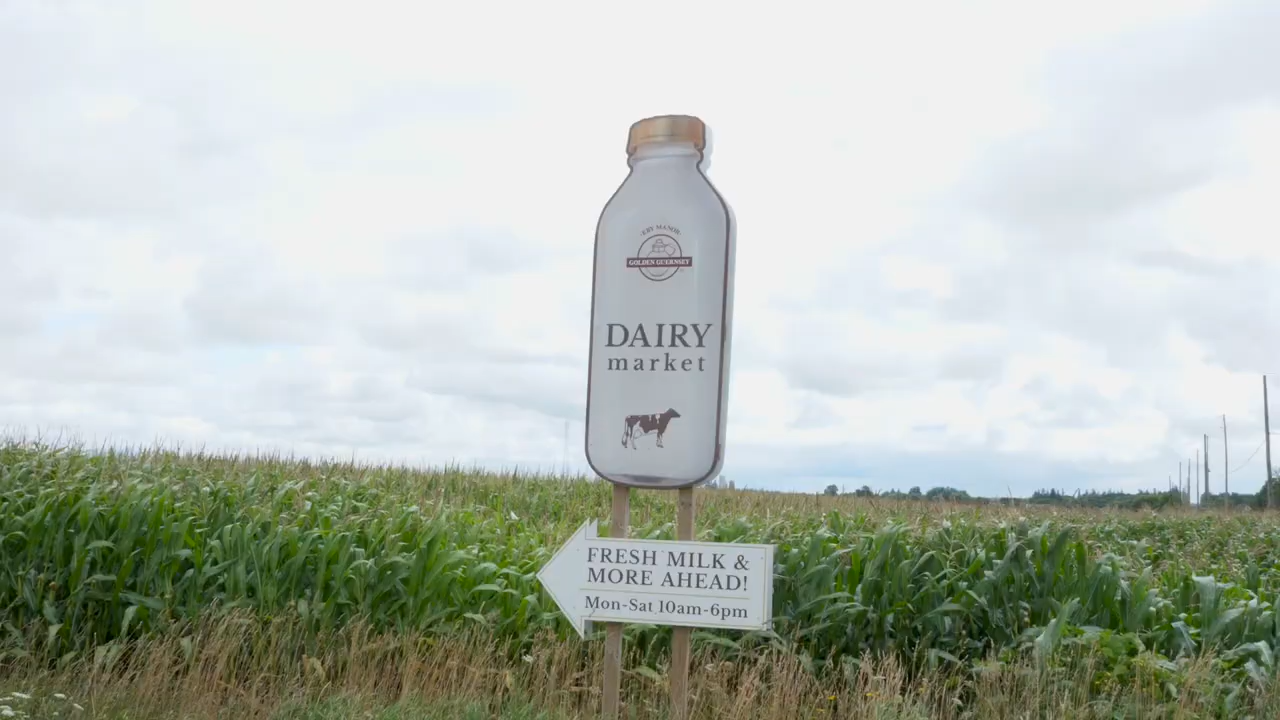 GOLDEN GUERNSEY
DAIRY
market
FRESH MILK &
MORE AHEAD!
Mon-Sat 10am-6pm